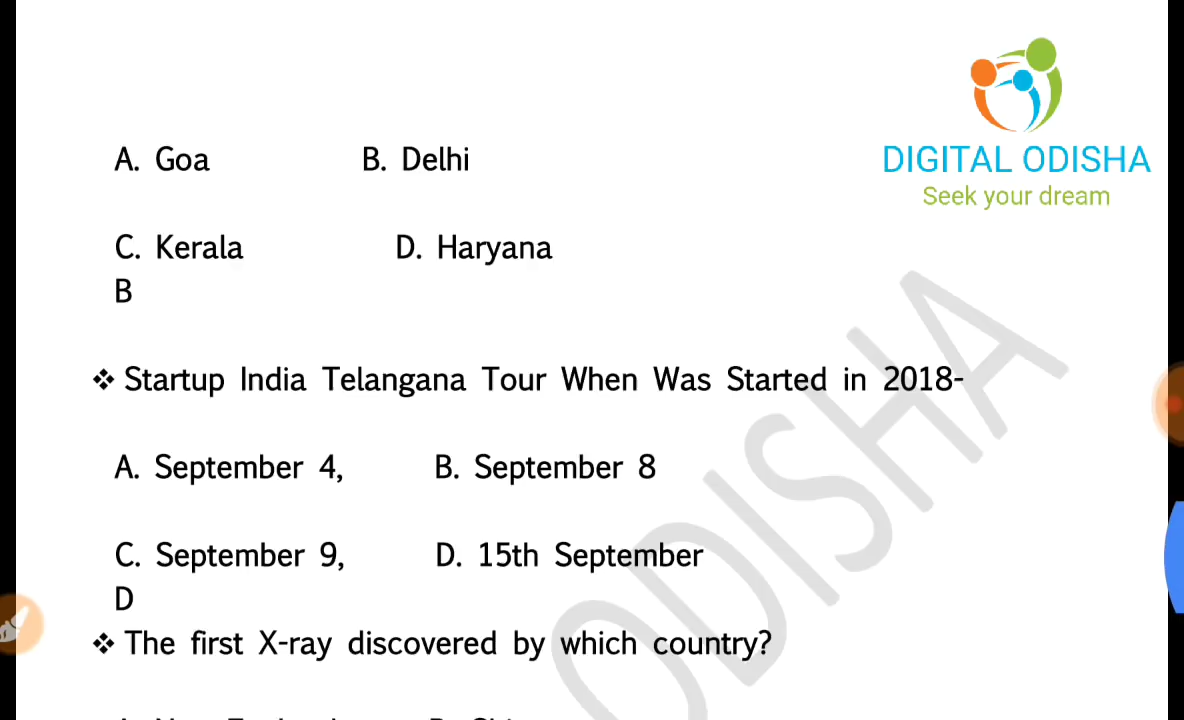 DIGITAL ODISHA
Seek your dream
A. Goa B. Delhi
C. Kerala D. Haryana
B
❖ Startup India Telangana Tour When Was Started in 2018-
A. September 4, B. September 8
C. September 9, D. 15th September
D
❖ The first X-ray discovered by which country?
ODISHA